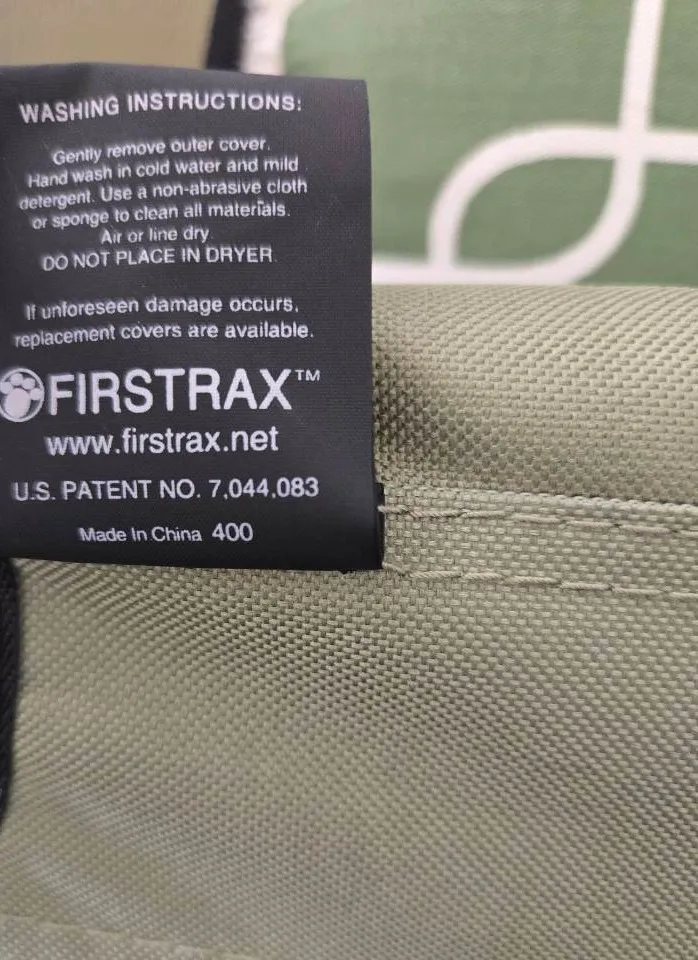 WASHING INSTRUCTIONS:
Gently remove outer cover.
Hand wash in cold water and mild
detergent. Use a non-abrasive cloth
or sponge to clean all materials.
Air or line dry.
DO NOT PLACE IN DRYER.
If unforeseen damage occurs,
replacement covers are available.
FIRSTRAX™
www.firstrax.net
U.S. PATENT NO. 7,044,083
Made In China 400